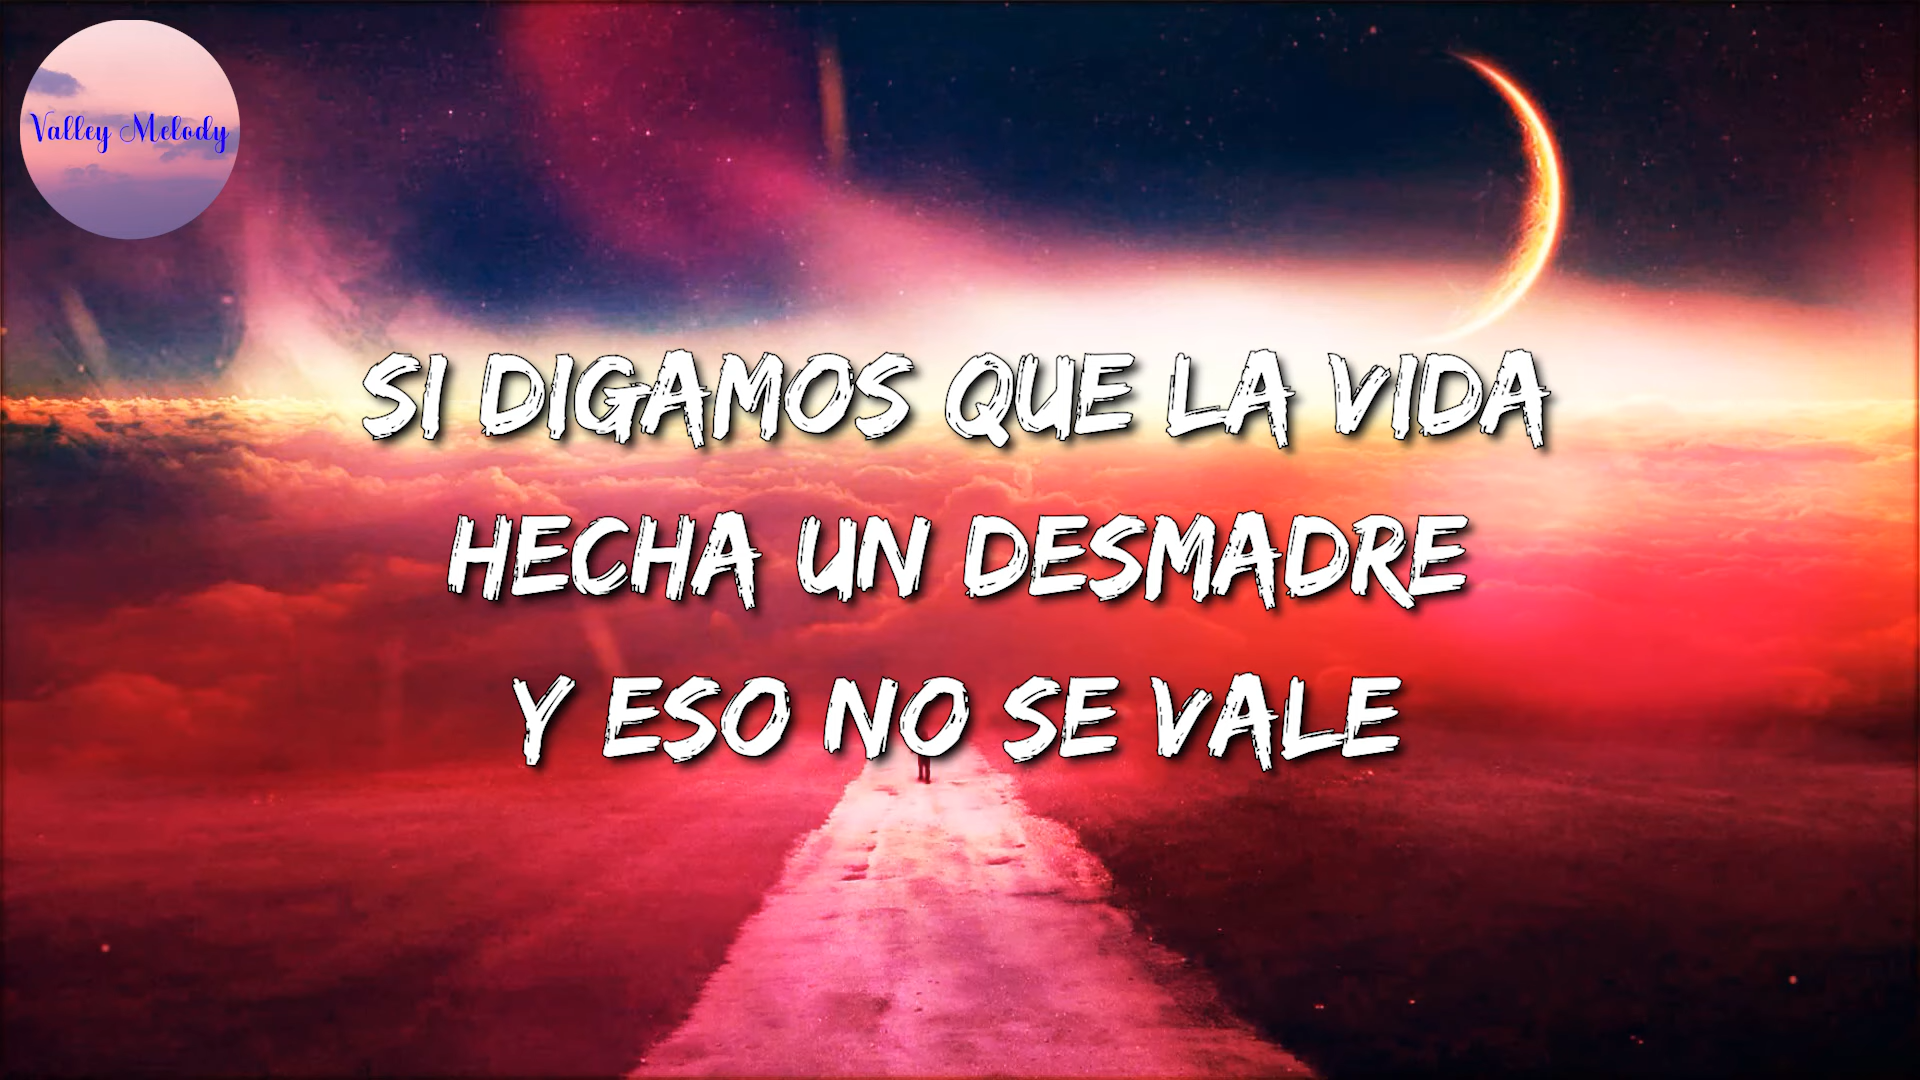 Valley Melody
SI DIGAMOS QUE LA VIDA
HECHA UN DESMADRE
Y ESO NO SE VALE